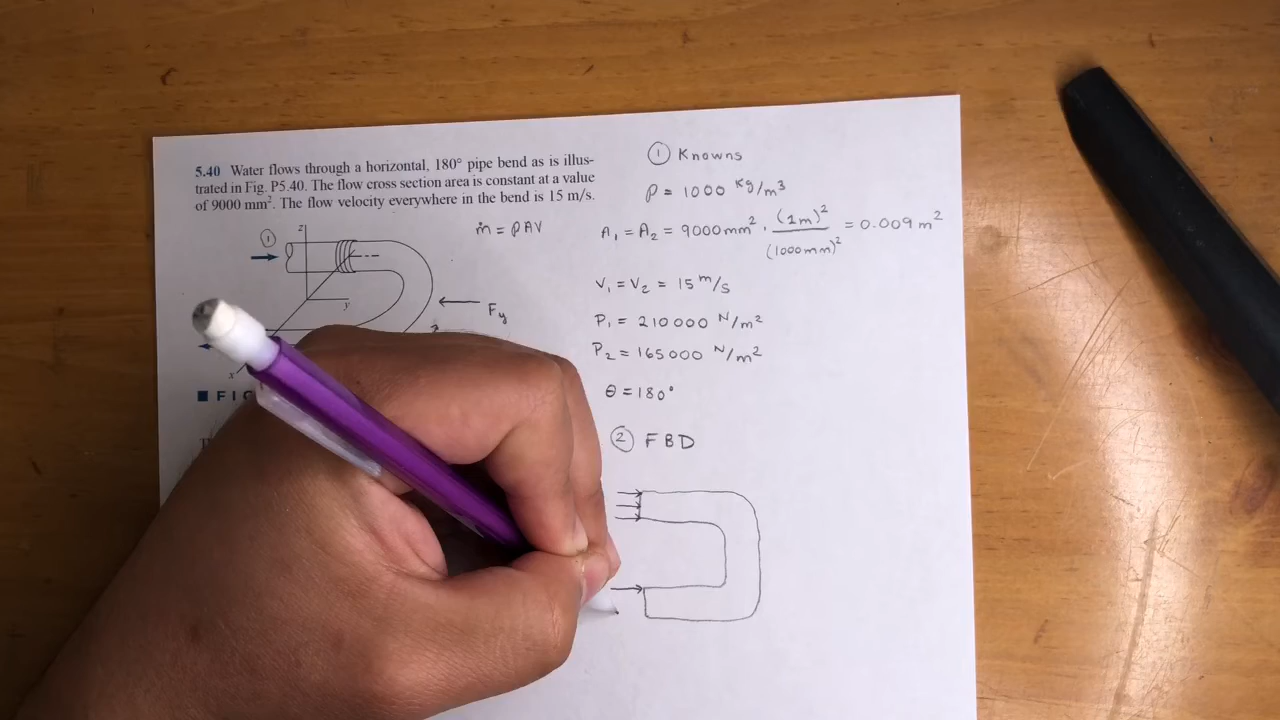 5.40 Water flows through a horizontal, 180° pipe bend as is illus-
trated in Fig. P5.40. The flow cross section area is constant at a value
of 9000 mm². The flow velocity everywhere in the bend is 15 m/s.
ṁ = ρAV
①
z
y
F_y
x
■ FIG
① Knowns
ρ = 1000 kg/m³
A₁ = A₂ = 9000 mm² · (1m)²/(1000mm)² = 0.009 m²
V₁ = V₂ = 15 m/s
P₁ = 210000 N/m²
P₂ = 165000 N/m²
θ = 180°
② FBD